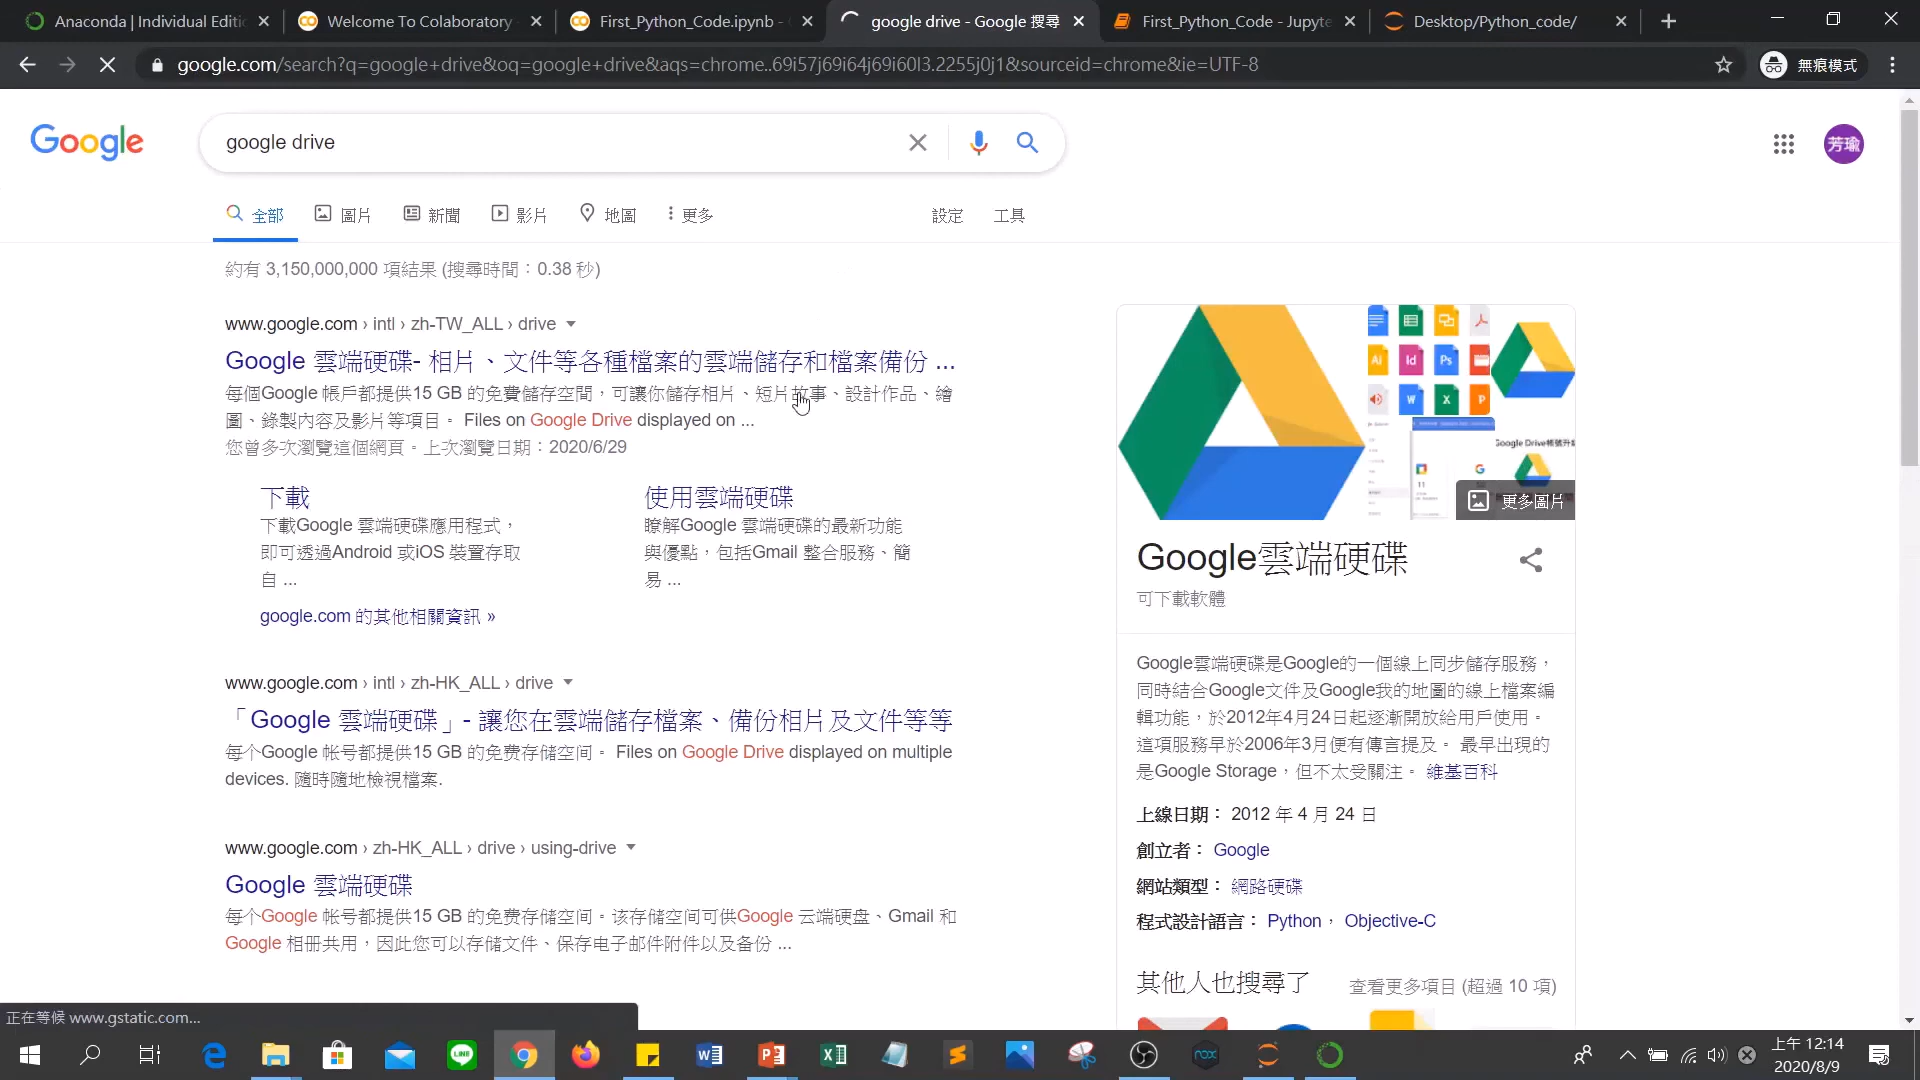 Anaconda | Individual Editic
Welcome To Colaboratory
First_Python_Code.ipynb -
google drive - Google 搜尋
First_Python_Code - Jupyte
Desktop/Python_code/
google.com/search?q=google+drive&oq=google+drive&aqs=chrome..69i57j69i64j69i60l3.2255j0j1&sourceid=chrome&ie=UTF-8
無痕模式
Google
google drive
芳瑜
全部
圖片
新聞
影片
地圖
更多
設定
工具
約有 3,150,000,000 項結果 (搜尋時間：0.38 秒)
www.google.com › intl › zh-TW_ALL › drive
Google 雲端硬碟- 相片、文件等各種檔案的雲端儲存和檔案備份 ...
每個Google 帳戶都提供15 GB 的免費儲存空間，可讓你儲存相片、短片故事、設計作品、繪
圖、錄製內容及影片等項目。 Files on Google Drive displayed on ...
您曾多次瀏覽這個網頁。上次瀏覽日期：2020/6/29
下載
下載Google 雲端硬碟應用程式，
即可透過Android 或iOS 裝置存取
自 ...
使用雲端硬碟
瞭解Google 雲端硬碟的最新功能
與優點，包括Gmail 整合服務、簡
易 ...
google.com 的其他相關資訊 »
www.google.com › intl › zh-HK_ALL › drive
「Google 雲端硬碟」- 讓您在雲端儲存檔案、備份相片及文件等等
每个Google 帐号都提供15 GB 的免费存储空间。 Files on Google Drive displayed on multiple
devices. 隨時隨地檢視檔案.
www.google.com › zh-HK_ALL › drive › using-drive
Google 雲端硬碟
每个Google 帐号都提供15 GB 的免费存储空间。该存储空间可供Google 云端硬盘、Gmail 和
Google 相册共用，因此您可以存储文件、保存电子邮件附件以及备份 ...
Ai
Id
Ps
W
X
P
Google Drive帳號升級
11
G
更多圖片
Google雲端硬碟
可下載軟體
Google雲端硬碟是Google的一個線上同步儲存服務，
同時結合Google文件及Google我的地圖的線上檔案編
輯功能，於2012年4月24日起逐漸開放給用戶使用。
這項服務早於2006年3月便有傳言提及。 最早出現的
是Google Storage，但不太受關注。 維基百科
上線日期： 2012 年 4 月 24 日
創立者： Google
網站類型： 網路硬碟
程式設計語言： Python， Objective-C
其他人也搜尋了
查看更多項目 (超過 10 項)
正在等候 www.gstatic.com...
LINE
nox
上午 12:14
2020/8/9